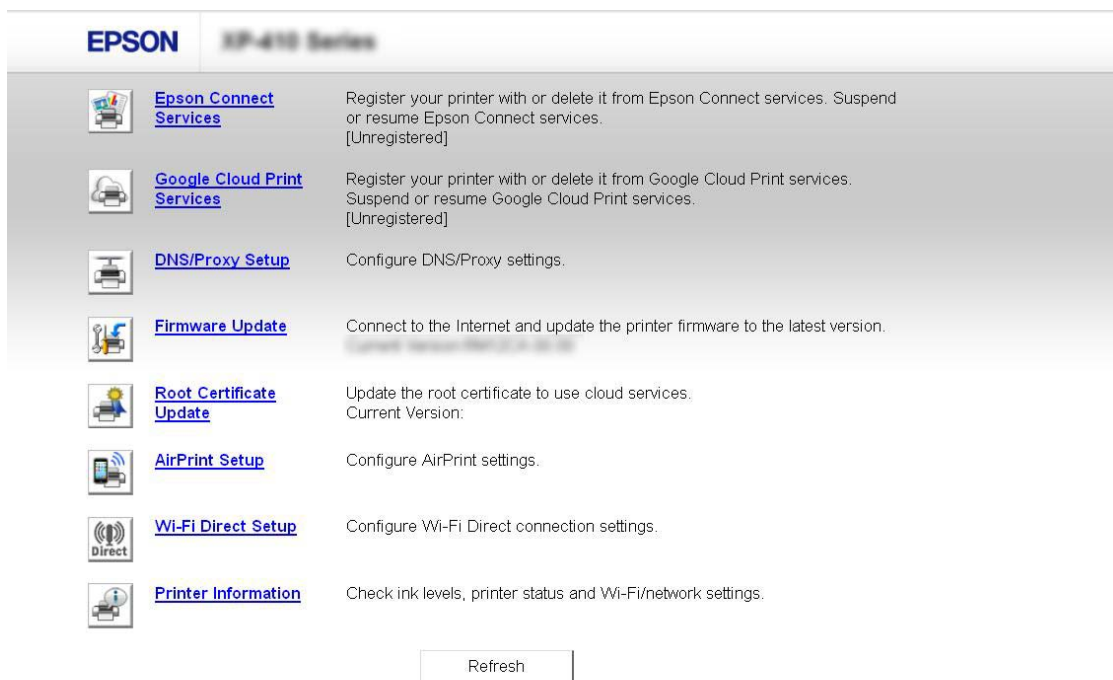 EPSON
XP-410 Series
Epson Connect
Services
Register your printer with or delete it from Epson Connect services. Suspend
or resume Epson Connect services.
[Unregistered]
Google Cloud Print
Services
Register your printer with or delete it from Google Cloud Print services.
Suspend or resume Google Cloud Print services.
[Unregistered]
DNS/Proxy Setup
Configure DNS/Proxy settings.
Firmware Update
Connect to the Internet and update the printer firmware to the latest version.
Current Version
Root Certificate
Update
Update the root certificate to use cloud services.
Current Version:
AirPrint Setup
Configure AirPrint settings.
Direct
Wi-Fi Direct Setup
Configure Wi-Fi Direct connection settings.
Printer Information
Check ink levels, printer status and Wi-Fi/network settings.
Refresh